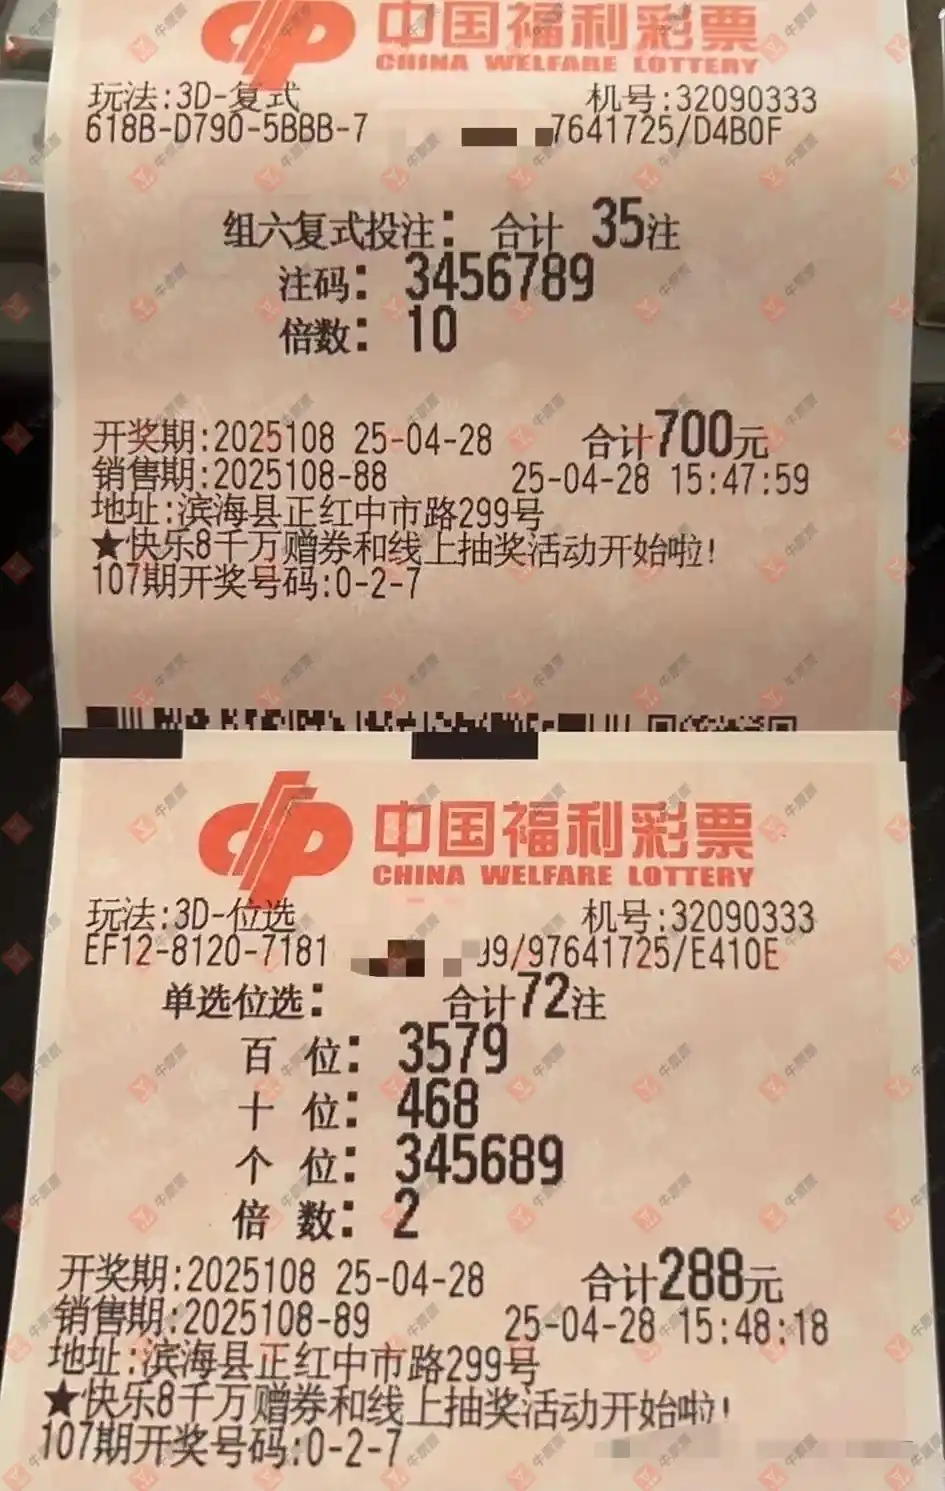 中国福利彩票
CHINA WELFARE LOTTERY
玩法:3D-复式 机号:32090333
618B-D790-5BBB-7 7641725/D4B0F
组六复式投注: 合计 35注
注码: 3456789
倍数: 10
开奖期:2025108 25-04-28 合计700元
销售期:2025108-88 25-04-28 15:47:59
地址:滨海县正红中市路299号
★快乐8千万赠券和线上抽奖活动开始啦!
107期开奖号码:0-2-7
中国福利彩票
CHINA WELFARE LOTTERY
玩法:3D-位选 机号:32090333
EF12-8120-7181 99/97641725/E410E
单选位选: 合计72注
百 位: 3579
十 位: 468
个 位: 345689
倍 数: 2
开奖期:2025108 25-04-28 合计288元
销售期:2025108-89 25-04-28 15:48:18
地址:滨海县正红中市路299号
★快乐8千万赠券和线上抽奖活动开始啦!
107期开奖号码:0-2-7